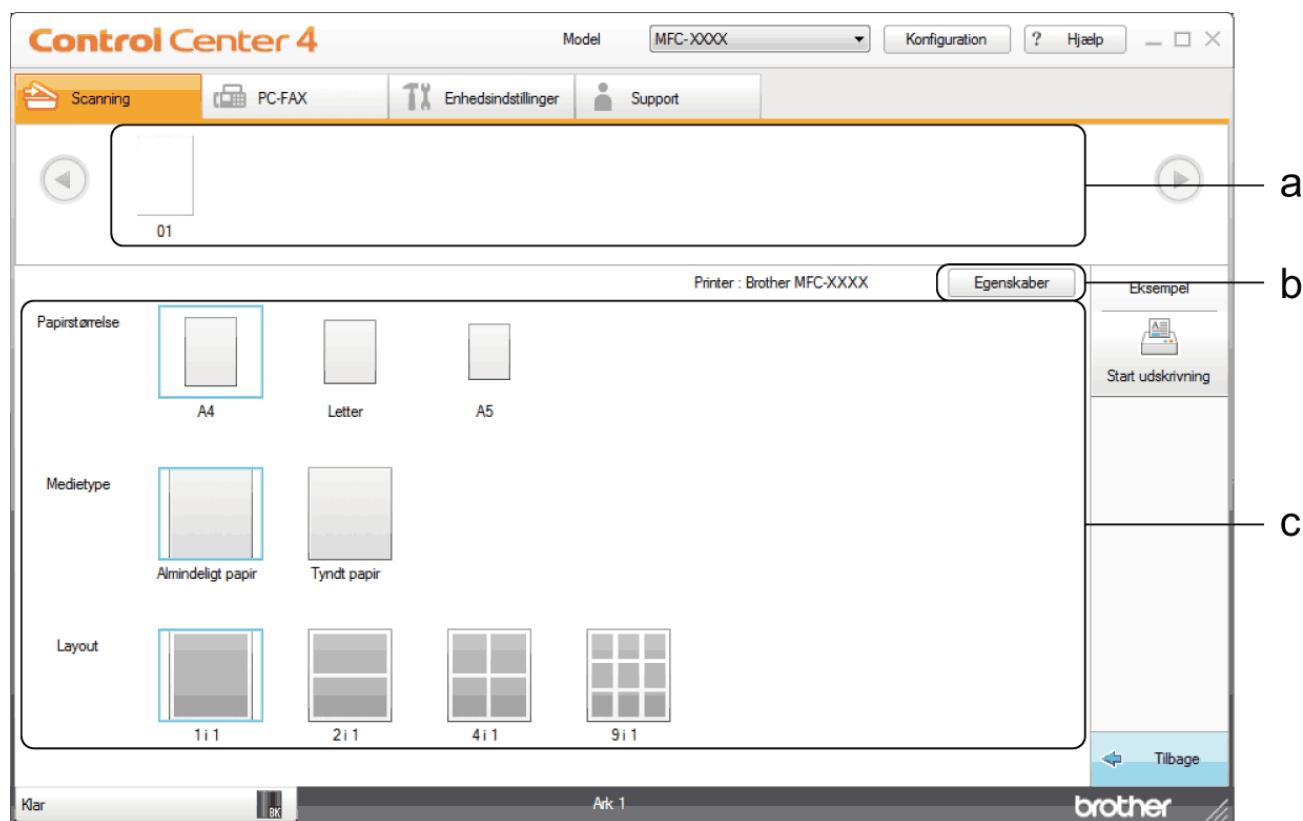 Control Center 4
Model MFC-XXXX Konfiguration ? Hjælp
Scanning PC-FAX Enhedsindstillinger Support
a
01
Printer : Brother MFC-XXXX Egenskaber
b
Eksempel
Papirstørrelse
Start udskrivning
A4 Letter A5
Medietype
c
Almindeligt papir Tyndt papir
Layout
1 i 1 2 i 1 4 i 1 9 i 1
Tilbage
Klar BK Ark 1 brother